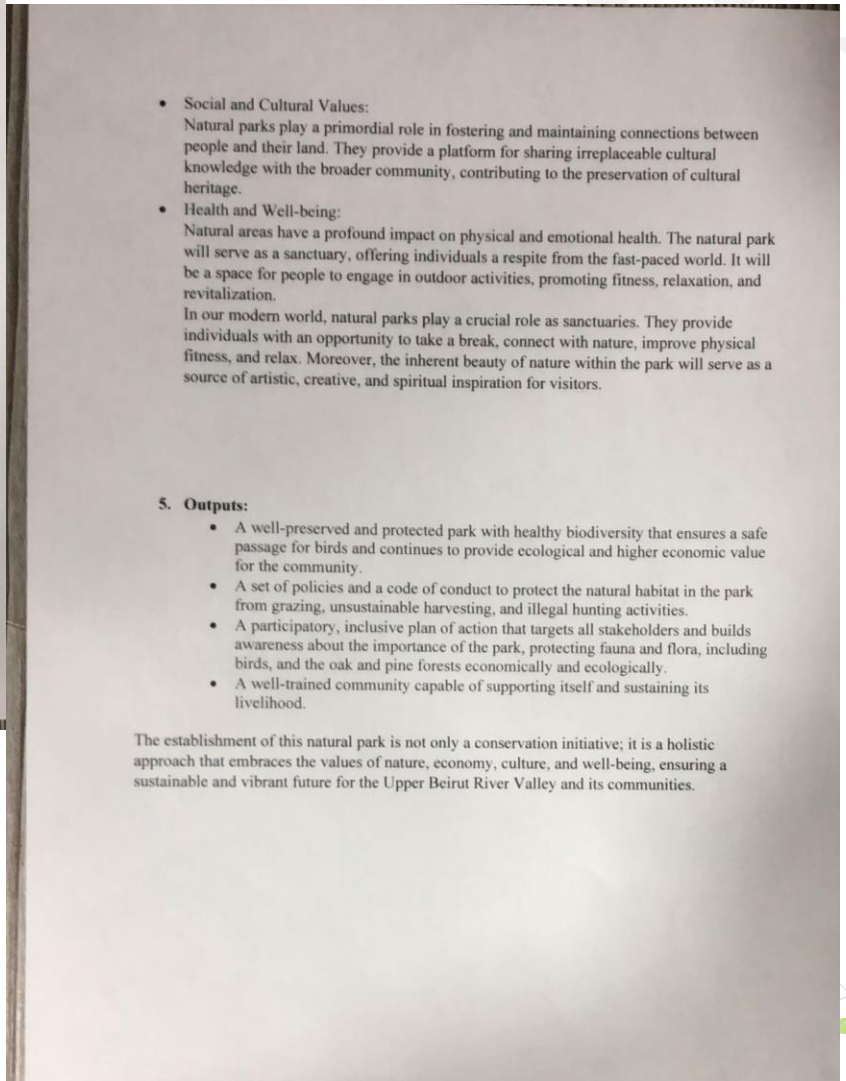 • Social and Cultural Values:
Natural parks play a primordial role in fostering and maintaining connections between
people and their land. They provide a platform for sharing irreplaceable cultural
knowledge with the broader community, contributing to the preservation of cultural
heritage.
• Health and Well-being:
Natural areas have a profound impact on physical and emotional health. The natural park
will serve as a sanctuary, offering individuals a respite from the fast-paced world. It will
be a space for people to engage in outdoor activities, promoting fitness, relaxation, and
revitalization.
In our modern world, natural parks play a crucial role as sanctuaries. They provide
individuals with an opportunity to take a break, connect with nature, improve physical
fitness, and relax. Moreover, the inherent beauty of nature within the park will serve as a
source of artistic, creative, and spiritual inspiration for visitors.
5. Outputs:
• A well-preserved and protected park with healthy biodiversity that ensures a safe
passage for birds and continues to provide ecological and higher economic value
for the community.
• A set of policies and a code of conduct to protect the natural habitat in the park
from grazing, unsustainable harvesting, and illegal hunting activities.
• A participatory, inclusive plan of action that targets all stakeholders and builds
awareness about the importance of the park, protecting fauna and flora, including
birds, and the oak and pine forests economically and ecologically.
• A well-trained community capable of supporting itself and sustaining its
livelihood.
The establishment of this natural park is not only a conservation initiative; it is a holistic
approach that embraces the values of nature, economy, culture, and well-being, ensuring a
sustainable and vibrant future for the Upper Beirut River Valley and its communities.